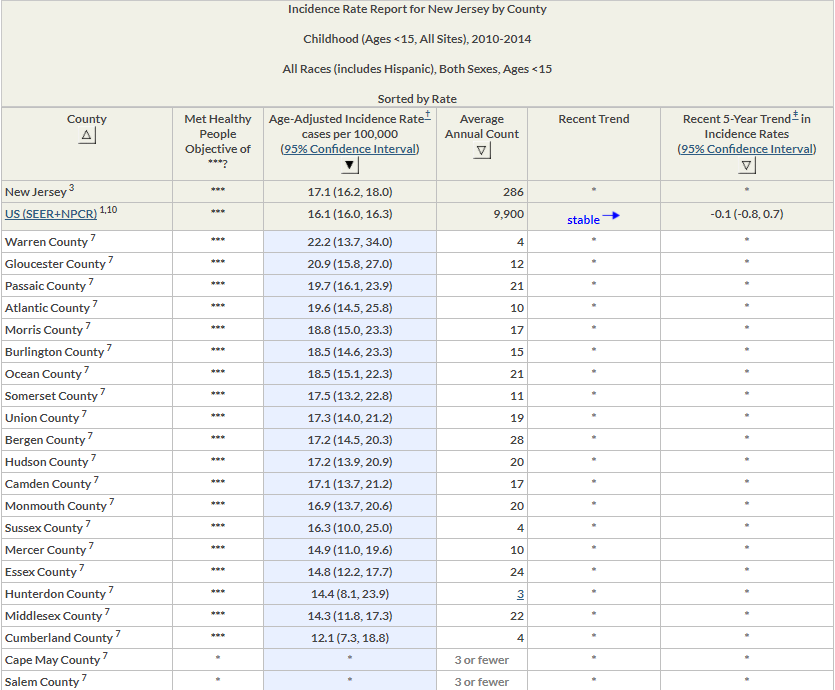 Incidence Rate Report for New Jersey by County
Childhood (Ages <15, All Sites), 2010-2014
All Races (includes Hispanic), Both Sexes, Ages <15
Sorted by Rate
County
△
Met Healthy
People
Objective of
***?
Age-Adjusted Incidence Rate†
cases per 100,000
(95% Confidence Interval)
▼
Average
Annual Count
▽
Recent Trend
Recent 5-Year Trend‡ in
Incidence Rates
(95% Confidence Interval)
▽
New Jersey 3 *** 17.1 (16.2, 18.0) 286 * *
US (SEER+NPCR) 1,10 *** 16.1 (16.0, 16.3) 9,900 stable → -0.1 (-0.8, 0.7)
Warren County 7 *** 22.2 (13.7, 34.0) 4 * *
Gloucester County 7 *** 20.9 (15.8, 27.0) 12 * *
Passaic County 7 *** 19.7 (16.1, 23.9) 21 * *
Atlantic County 7 *** 19.6 (14.5, 25.8) 10 * *
Morris County 7 *** 18.8 (15.0, 23.3) 17 * *
Burlington County 7 *** 18.5 (14.6, 23.3) 15 * *
Ocean County 7 *** 18.5 (15.1, 22.3) 21 * *
Somerset County 7 *** 17.5 (13.2, 22.8) 11 * *
Union County 7 *** 17.3 (14.0, 21.2) 19 * *
Bergen County 7 *** 17.2 (14.5, 20.3) 28 * *
Hudson County 7 *** 17.2 (13.9, 20.9) 20 * *
Camden County 7 *** 17.1 (13.7, 21.2) 17 * *
Monmouth County 7 *** 16.9 (13.7, 20.6) 20 * *
Sussex County 7 *** 16.3 (10.0, 25.0) 4 * *
Mercer County 7 *** 14.9 (11.0, 19.6) 10 * *
Essex County 7 *** 14.8 (12.2, 17.7) 24 * *
Hunterdon County 7 *** 14.4 (8.1, 23.9) 3 * *
Middlesex County 7 *** 14.3 (11.8, 17.3) 22 * *
Cumberland County 7 *** 12.1 (7.3, 18.8) 4 * *
Cape May County 7 * * 3 or fewer * *
Salem County 7 * * 3 or fewer * *